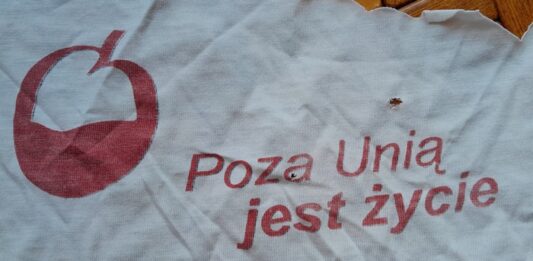 Poza Unią
jest życie